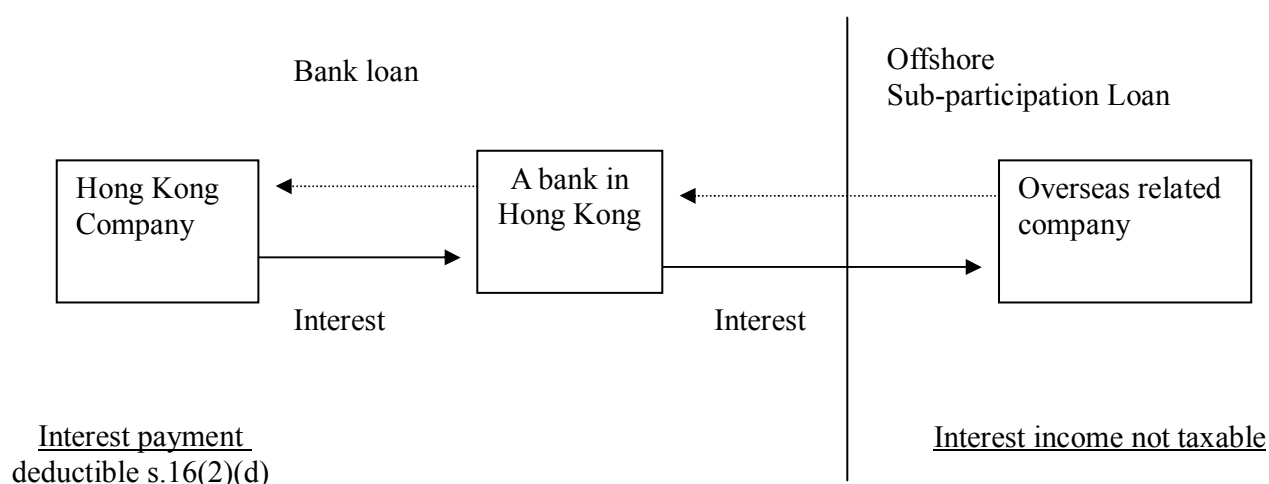 Bank loan
Offshore
Sub-participation Loan
Hong Kong
Company
A bank in
Hong Kong
Overseas related
company
Interest
Interest
Interest payment
deductible s.16(2)(d)
Interest income not taxable